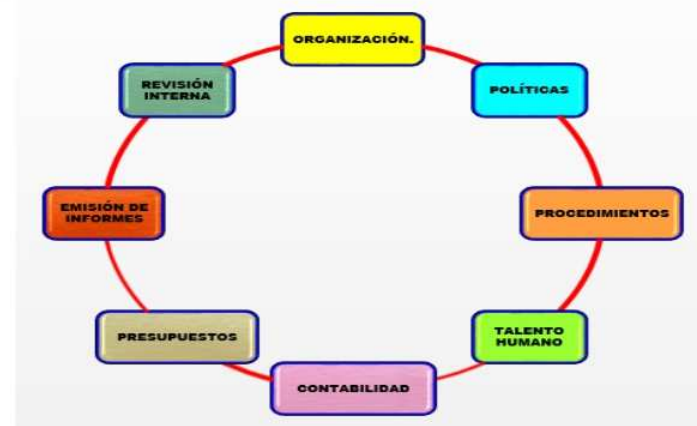 ORGANIZACIÓN.
POLÍTICAS
PROCEDIMIENTOS
TALENTO
HUMANO
CONTABILIDAD
PRESUPUESTOS
EMISIÓN DE
INFORMES
REVISIÓN
INTERNA